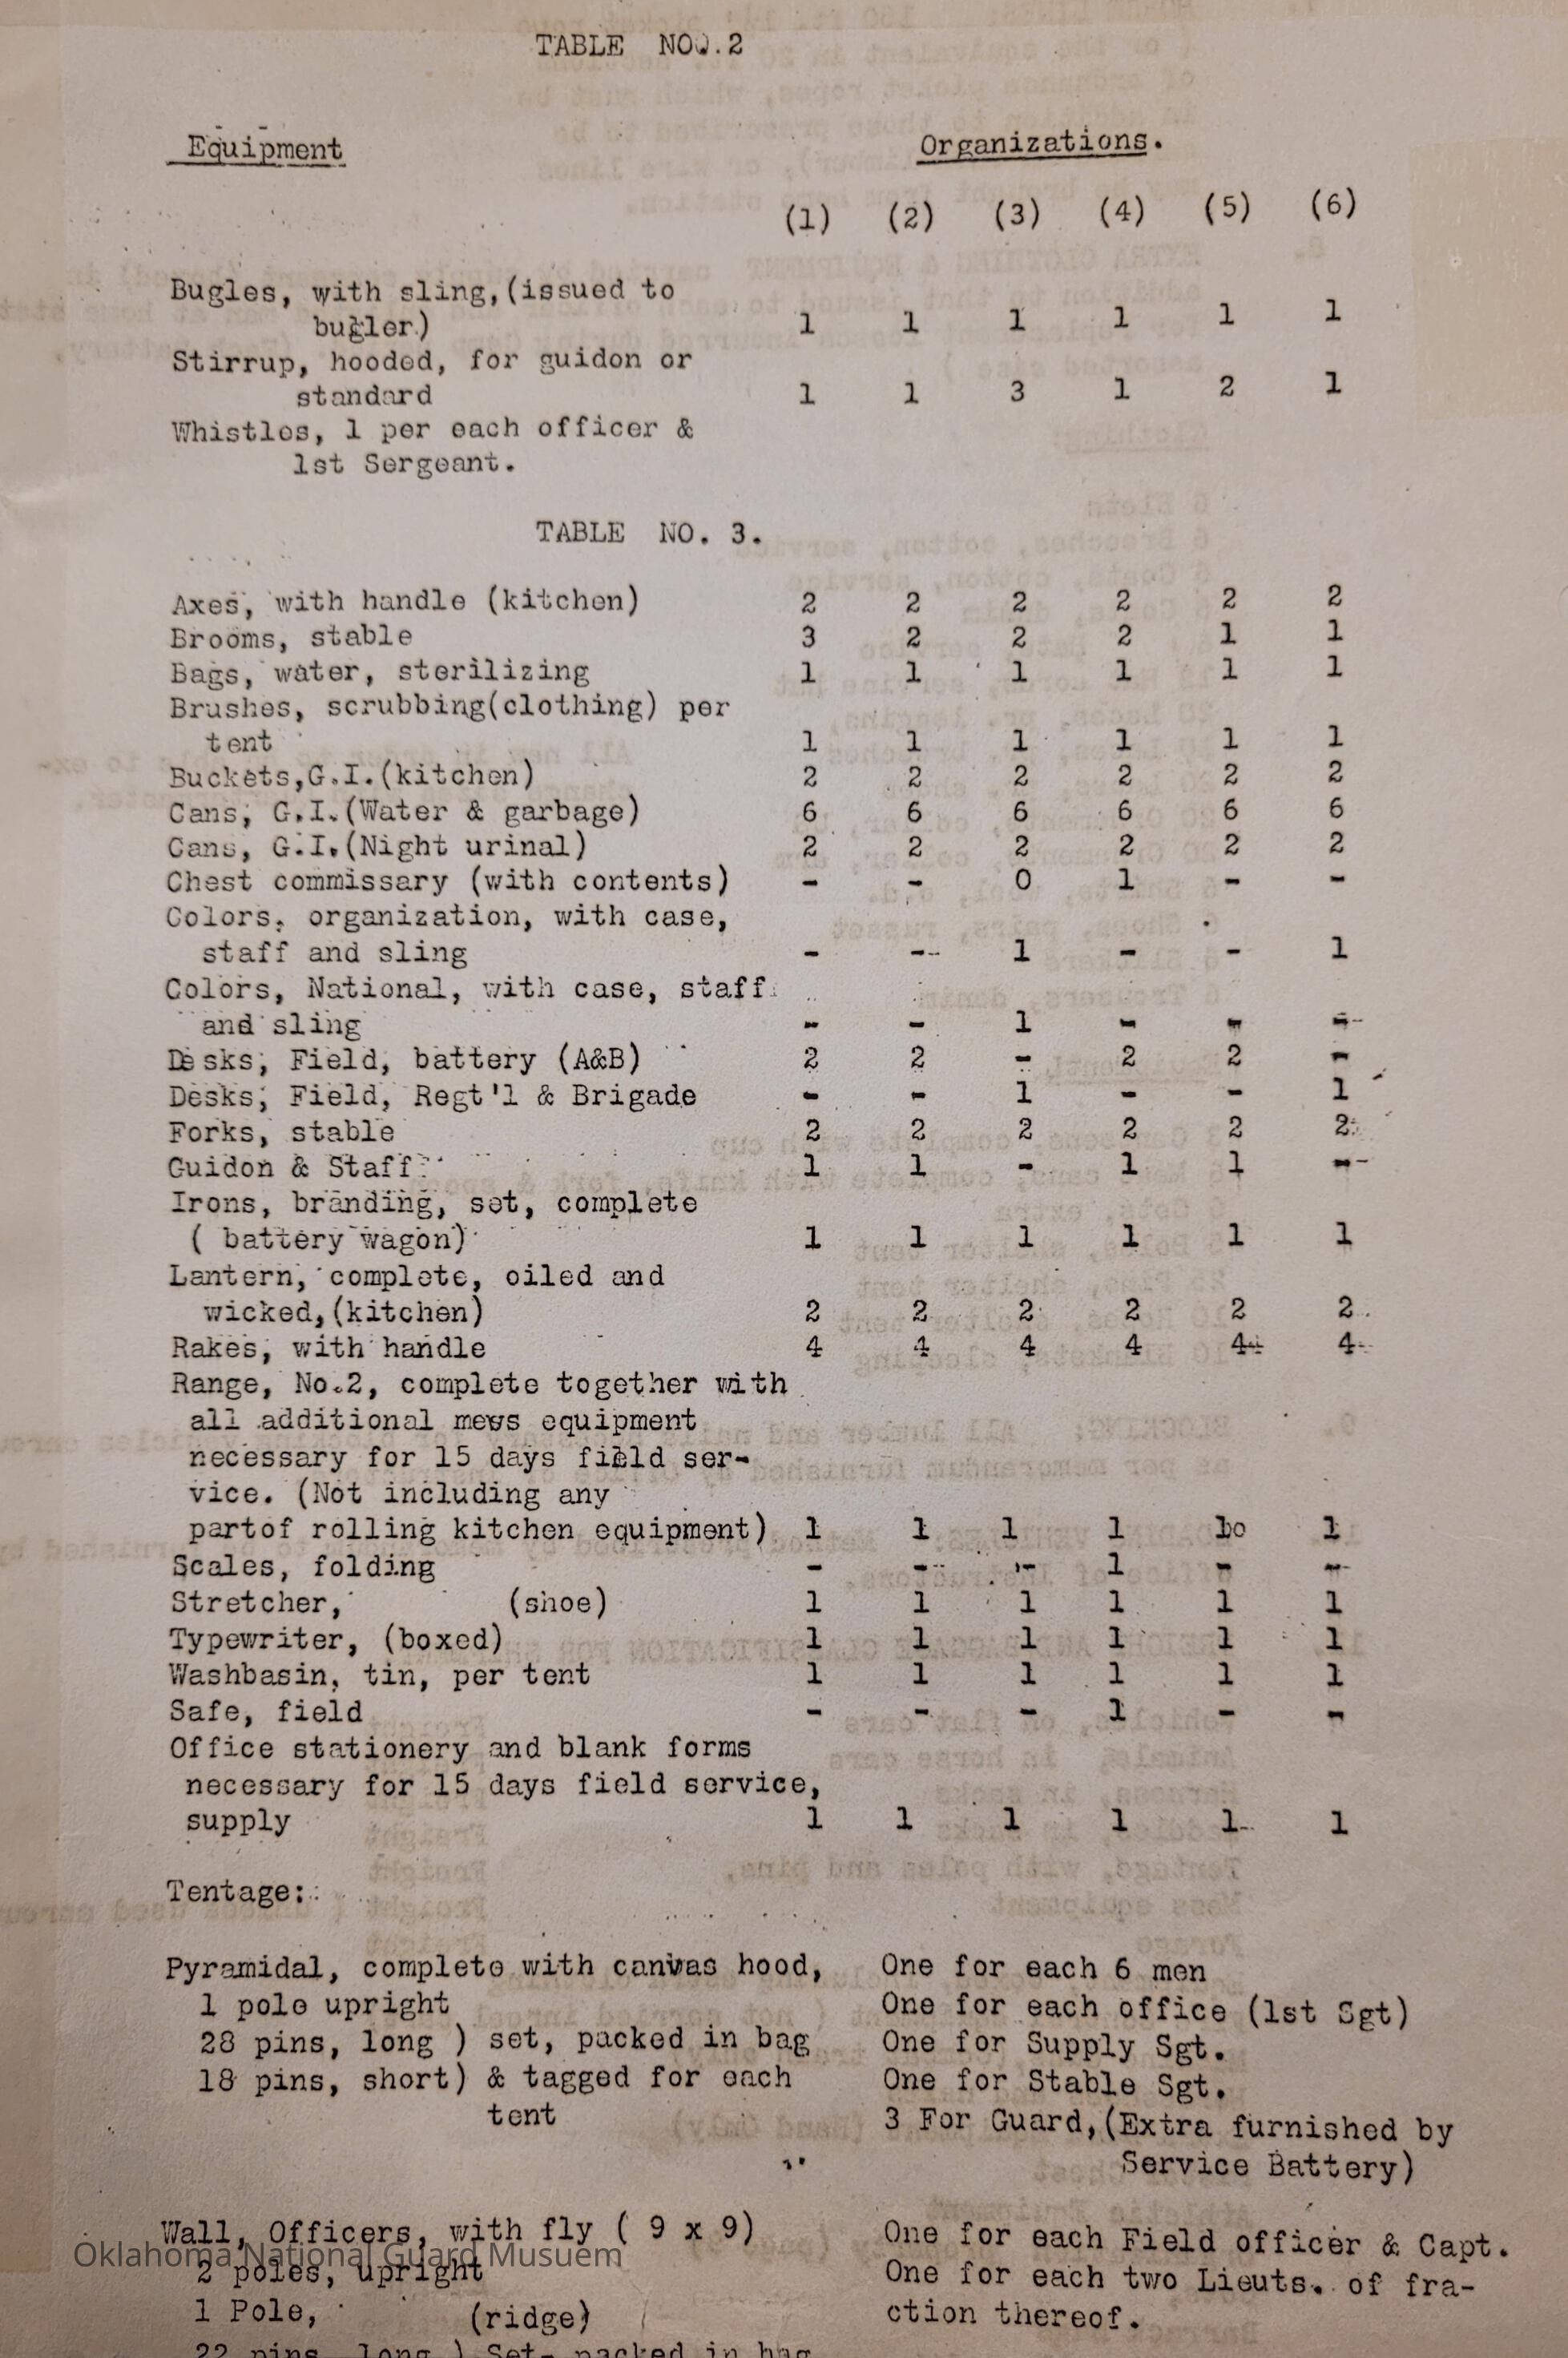 TABLE NO..2
Equipment Organizations.
(1) (2) (3) (4) (5) (6)
Bugles, with sling,(issued to
bugler.) 1 1 1 1 1 1
Stirrup, hooded, for guidon or
standard 1 1 3 1 2 1
Whistles, 1 per each officer &
1st Sergeant.
TABLE NO. 3.
Axes, with handle (kitchen) 2 2 2 2 2 2
Brooms, stable 3 2 2 2 1 1
Bags, water, sterilizing 1 1 1 1 1 1
Brushes, scrubbing(clothing) per
tent 1 1 1 1 1 1
Buckets,G.I.(kitchen) 2 2 2 2 2 2
Cans, G.I.(Water & garbage) 6 6 6 6 6 6
Cans, G.I.(Night urinal) 2 2 2 2 2 2
Chest commissary (with contents) - - 0 1 - -
Colors, organization, with case,
staff and sling - -- 1 - - 1
Colors, National, with case, staff
and sling - - 1 - - -
Desks, Field, battery (A&B) 2 2 - 2 2 -
Desks, Field, Regt'l & Brigade - - 1 - - 1
Forks, stable 2 2 2 2 2 2
Guidon & Staff 1 1 - 1 1 -
Irons, branding, set, complete
( battery wagon) 1 1 1 1 1 1
Lantern, complete, oiled and
wicked,(kitchen) 2 2 2 2 2 2
Rakes, with handle 4 4 4 4 4 4
Range, No.2, complete together with
all additional mews equipment
necessary for 15 days field ser-
vice. (Not including any
partof rolling kitchen equipment) 1 1 1 1 10 1
Scales, folding - - - 1 - -
Stretcher, (shoe) 1 1 1 1 1 1
Typewriter, (boxed) 1 1 1 1 1 1
Washbasin, tin, per tent 1 1 1 1 1 1
Safe, field - - - 1 - -
Office stationery and blank forms
necessary for 15 days field service,
supply 1 1 1 1 1 1
Tentage:
Pyramidal, complete with canvas hood, One for each 6 men
1 pole upright One for each office (1st Sgt)
28 pins, long ) set, packed in bag One for Supply Sgt.
18 pins, short) & tagged for each One for Stable Sgt.
tent 3 For Guard,(Extra furnished by
Service Battery)
Wall, Officers, with fly ( 9 x 9) One for each Field officer & Capt.
Oklahoma National Guard Musuem
2 poles, upright One for each two Lieuts. of fra-
1 Pole, (ridge) ction thereof.
22 pins, long ) Set- packed in bag